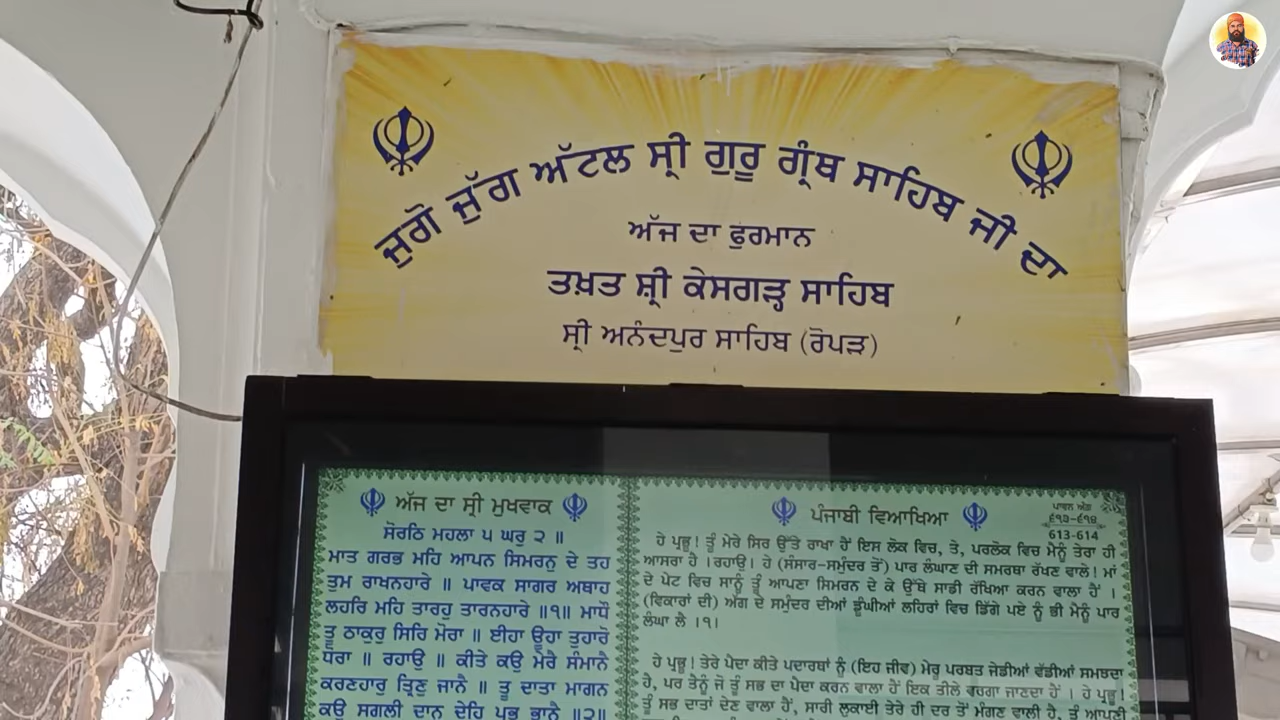 ਜੁਗੋ ਜੁੱਗ ਅੱਟਲ ਸ੍ਰੀ ਗੁਰੂ ਗ੍ਰੰਥ ਸਾਹਿਬ ਜੀ ਦਾ
ਅੱਜ ਦਾ ਫੁਰਮਾਨ
ਤਖ਼ਤ ਸ਼੍ਰੀ ਕੇਸਗੜ੍ਹ ਸਾਹਿਬ
ਸ੍ਰੀ ਅਨੰਦਪੁਰ ਸਾਹਿਬ (ਰੋਪੜ)
ਅੱਜ ਦਾ ਸ੍ਰੀ ਮੁਖਵਾਕ
ਸੋਰਠਿ ਮਹਲਾ ੫ ਘਰੁ ੨ ॥
ਮਾਤ ਗਰਭ ਮਹਿ ਆਪਨ ਸਿਮਰਨੁ ਦੇ ਤਹ
ਤੁਮ ਰਾਖਨਹਾਰੇ ॥ ਪਾਵਕ ਸਾਗਰ ਅਥਾਹ
ਲਹਰਿ ਮਹਿ ਤਾਰਹੁ ਤਾਰਨਹਾਰੇ ॥੧॥ ਮਾਧੌ
ਤੂ ਠਾਕੁਰੁ ਸਿਰਿ ਮੋਰਾ ॥ ਈਹਾ ਊਹਾ ਤੁਹਾਰੋ
ਧੋਰਾ ॥ ਰਹਾਉ ॥ ਕੀਤੇ ਕਉ ਮੇਰੈ ਸੰਮਾਨੈ
ਕਰਣਹਾਰੁ ਤ੍ਰਿਣੁ ਜਾਨੈ ॥ ਤੂ ਦਾਤਾ ਮਾਗਨ
ਕਉ ਸਗਲੀ ਦਾਨੁ ਦੇਹਿ ਪ੍ਰਭ ਭਾਨੈ ॥੨॥
ਪੰਜਾਬੀ ਵਿਆਖਿਆ
ਪਾਵਨ ਅੰਗ
੬੧੩-੬੧੪
613-614
ਹੇ ਪ੍ਰਭੂ! ਤੂੰ ਮੇਰੇ ਸਿਰ ਉੱਤੇ ਰਾਖਾ ਹੈਂ ਇਸ ਲੋਕ ਵਿਚ, ਤੇ, ਪਰਲੋਕ ਵਿਚ ਮੈਨੂੰ ਤੇਰਾ ਹੀ
ਆਸਰਾ ਹੈ ।ਰਹਾਉ। ਹੇ (ਸੰਸਾਰ-ਸਮੁੰਦਰ ਤੋਂ) ਪਾਰ ਲੰਘਾਣ ਦੀ ਸਮਰਥਾ ਰੱਖਣ ਵਾਲੇ! ਮਾਂ
ਦੇ ਪੇਟ ਵਿਚ ਸਾਨੂੰ ਤੂੰ ਆਪਣਾ ਸਿਮਰਨ ਦੇ ਕੇ ਉੱਥੇ ਸਾਡੀ ਰੱਖਿਆ ਕਰਨ ਵਾਲਾ ਹੈਂ ।
(ਵਿਕਾਰਾਂ ਦੀ) ਅੱਗ ਦੇ ਸਮੁੰਦਰ ਦੀਆਂ ਡੂੰਘੀਆਂ ਲਹਿਰਾਂ ਵਿਚ ਡਿੱਗੇ ਪਏ ਨੂੰ ਭੀ ਮੈਨੂੰ ਪਾਰ
ਲੰਘਾ ਲੈ ।੧।
ਹੇ ਪ੍ਰਭੂ! ਤੇਰੇ ਪੈਦਾ ਕੀਤੇ ਪਦਾਰਥਾਂ ਨੂੰ (ਇਹ ਜੀਵ) ਮੇਰੂ ਪਰਬਤ ਜੇਡੀਆਂ ਵੱਡੀਆਂ ਸਮਝਦਾ
ਹੈ, ਪਰ ਤੈਨੂੰ ਜੋ ਤੂੰ ਸਭ ਦਾ ਪੈਦਾ ਕਰਨ ਵਾਲਾ ਹੈਂ ਇਕ ਤੀਲੇ ਵਰਗਾ ਜਾਣਦਾ ਹੈਂ । ਹੇ ਪ੍ਰਭੂ!
ਤੂੰ ਸਭ ਦਾਤਾਂ ਦੇਣ ਵਾਲਾ ਹੈਂ, ਸਾਰੀ ਲੁਕਾਈ ਤੇਰੇ ਹੀ ਦਰ ਤੋਂ ਮੰਗਣ ਵਾਲੀ ਹੈ, ਤੂੰ ਆਪਣੀ